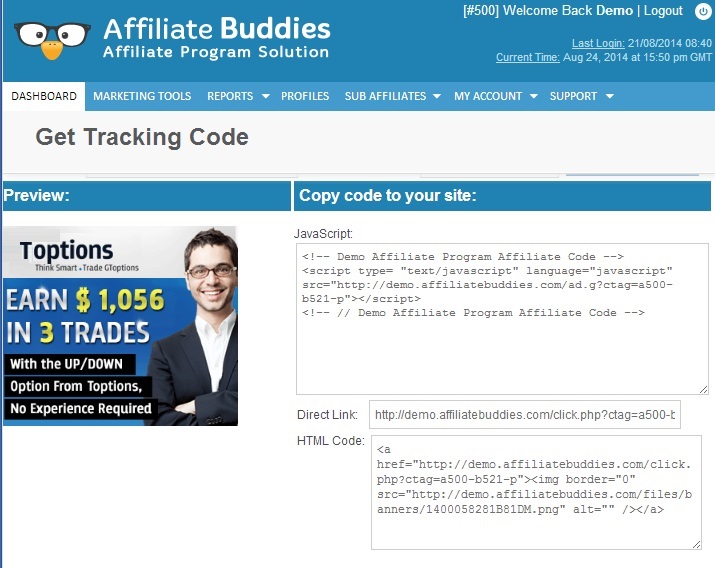 Affiliate Buddies
Affiliate Program Solution
[#500] Welcome Back Demo | Logout
Last Login: 21/08/2014 08:40
Current Time: Aug 24, 2014 at 15:50 pm GMT
DASHBOARD MARKETING TOOLS REPORTS PROFILES SUB AFFILIATES MY ACCOUNT SUPPORT
Get Tracking Code
Preview:
Toptions
Think Smart . Trade GToptions
EARN $ 1,056
IN 3 TRADES
With the UP/DOWN
Option From Toptions,
No Experience Required
Copy code to your site:
JavaScript:
<!-- Demo Affiliate Program Affiliate Code -->
<script type= "text/javascript" language="javascript"
src="http://demo.affiliatebuddies.com/ad.g?ctag=a500-
b521-p"></script>
<!-- // Demo Affiliate Program Affiliate Code -->
Direct Link: http://demo.affiliatebuddies.com/click.php?ctag=a500-b
HTML Code:
<a
href="http://demo.affiliatebuddies.com/click.
php?ctag=a500-b521-p"><img border="0"
src="http://demo.affiliatebuddies.com/files/b
anners/1400058281B81DM.png" alt="" /></a>